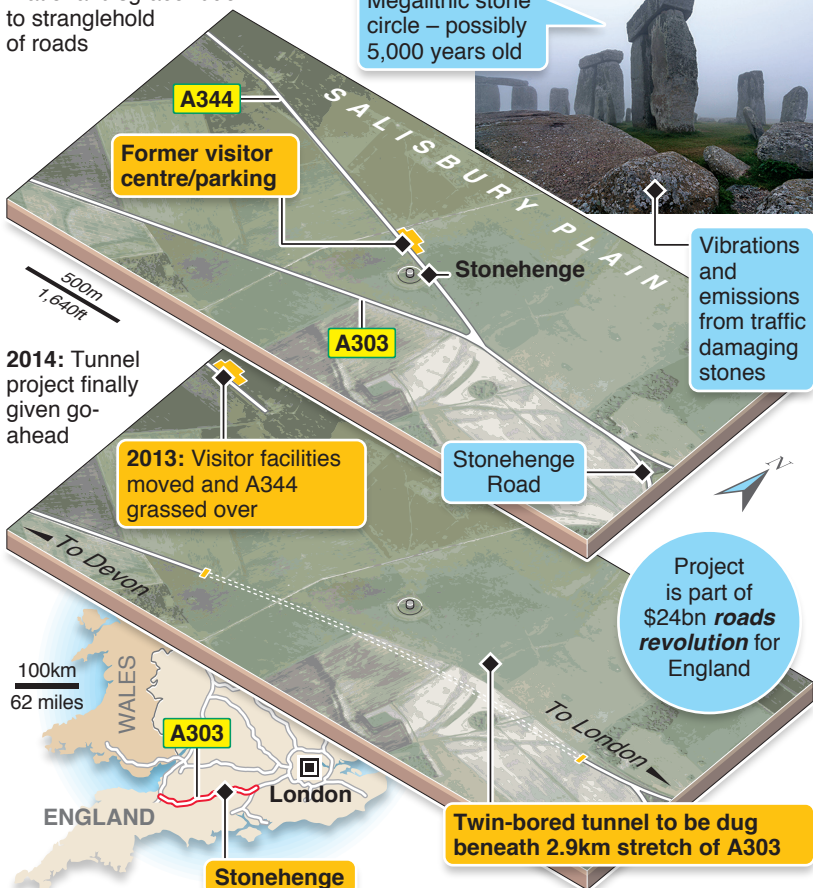 to stranglehold
of roads
Megalithic stone
circle – possibly
5,000 years old
A344
SALISBURY PLAIN
Former visitor
centre/parking
Stonehenge
Vibrations
and
emissions
from traffic
damaging
stones
500m
1,640ft
A303
2014: Tunnel
project finally
given go-
ahead
2013: Visitor facilities
moved and A344
grassed over
Stonehenge
Road
N
To Devon
Project
is part of
$24bn roads
revolution for
England
100km
62 miles
WALES
A303
To London
London
ENGLAND
Twin-bored tunnel to be dug
beneath 2.9km stretch of A303
Stonehenge